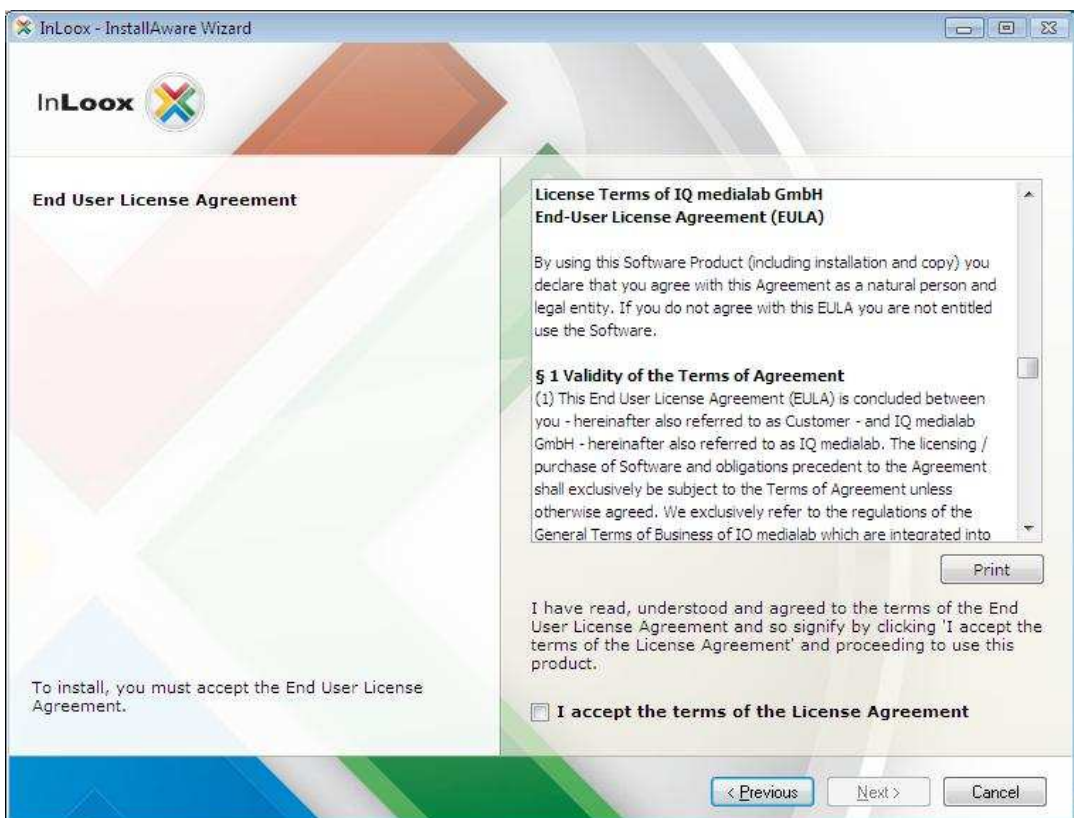 InLoox - InstallAware Wizard
InLoox
End User License Agreement
License Terms of IQ medialab GmbH
End-User License Agreement (EULA)
By using this Software Product (including installation and copy) you
declare that you agree with this Agreement as a natural person and
legal entity. If you do not agree with this EULA you are not entitled
use the Software.
§ 1 Validity of the Terms of Agreement
(1) This End User License Agreement (EULA) is concluded between
you - hereinafter also referred to as Customer - and IQ medialab
GmbH - hereinafter also referred to as IQ medialab. The licensing /
purchase of Software and obligations precedent to the Agreement
shall exclusively be subject to the Terms of Agreement unless
otherwise agreed. We exclusively refer to the regulations of the
General Terms of Business of IQ medialab which are integrated into
Print
I have read, understood and agreed to the terms of the End
User License Agreement and so signify by clicking 'I accept the
terms of the License Agreement' and proceeding to use this
product.
To install, you must accept the End User License
Agreement.
I accept the terms of the License Agreement
< Previous
Next >
Cancel